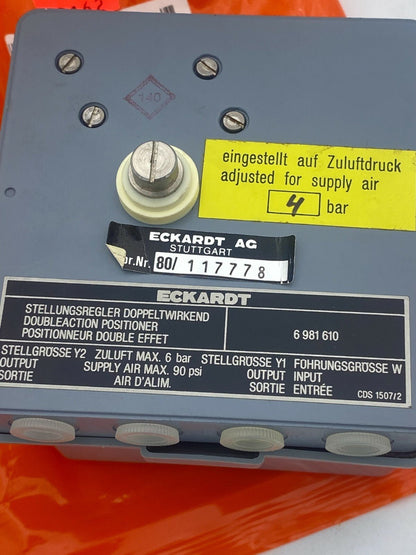 140
eingestellt auf Zuluftdruck
adjusted for supply air
4 bar
ECKARDT AG
STUTTGART
br.Nr. 80/ 117778
ECKARDT
STELLUNGSREGLER DOPPELTWIRKEND
DOUBLEACTION POSITIONER
POSITIONNEUR DOUBLE EFFET
6 981 610
STELLGRÖSSE Y2
OUTPUT
SORTIE
ZULUFT MAX. 6 bar
SUPPLY AIR MAX. 90 psi
AIR D'ALIM.
STELLGRÖSSE Y1
OUTPUT
SORTIE
FÜHRUNGSGRÖSSE W
INPUT
ENTRÉE
CDS 1507/2